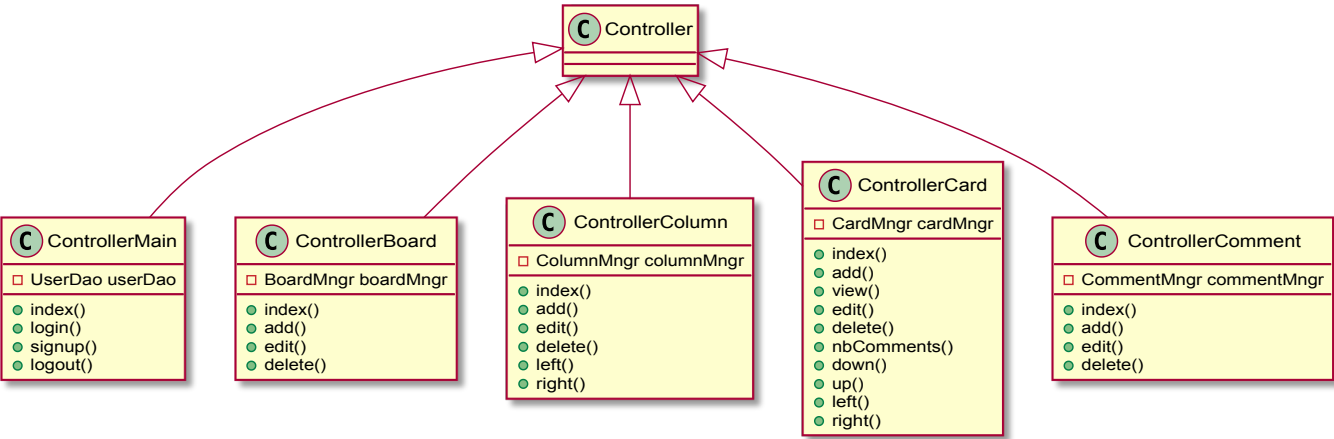 C Controller
C ControllerMain
UserDao userDao
index()
login()
signup()
logout()
C ControllerBoard
BoardMngr boardMngr
index()
add()
edit()
delete()
C ControllerColumn
ColumnMngr columnMngr
index()
add()
edit()
delete()
left()
right()
C ControllerCard
CardMngr cardMngr
index()
add()
view()
edit()
delete()
nbComments()
down()
up()
left()
right()
C ControllerComment
CommentMngr commentMngr
index()
add()
edit()
delete()